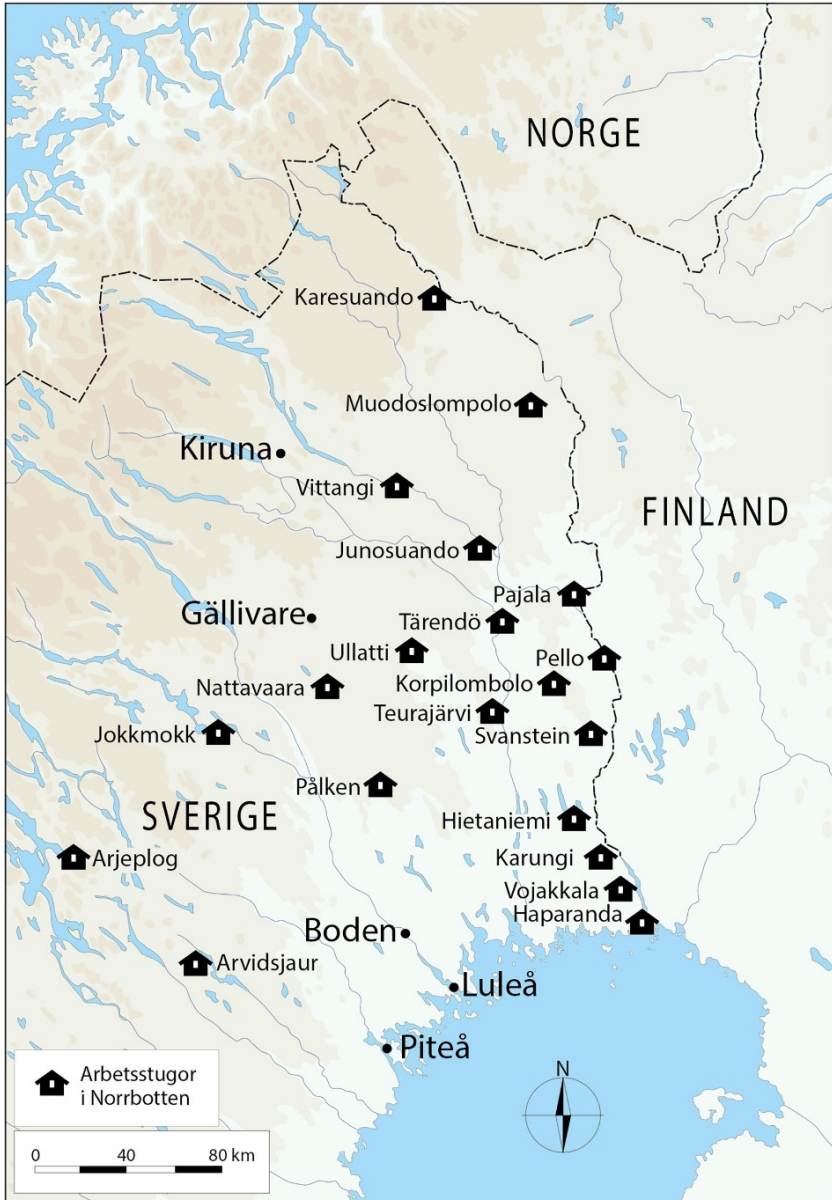 NORGE
Karesuando
Muodoslompolo
Kiruna
Vittangi
FINLAND
Junosuando
Pajala
Gällivare
Tärendö
Ullatti
Pello
Nattavaara
Korpilombolo
Teurajärvi
Jokkmokk
Svanstein
Pålken
SVERIGE
Hietaniemi
Arjeplog
Karungi
Vojakkala
Haparanda
Boden
Arvidsjaur
Luleå
Piteå
N
Arbetsstugor
i Norrbotten
0 40 80 km